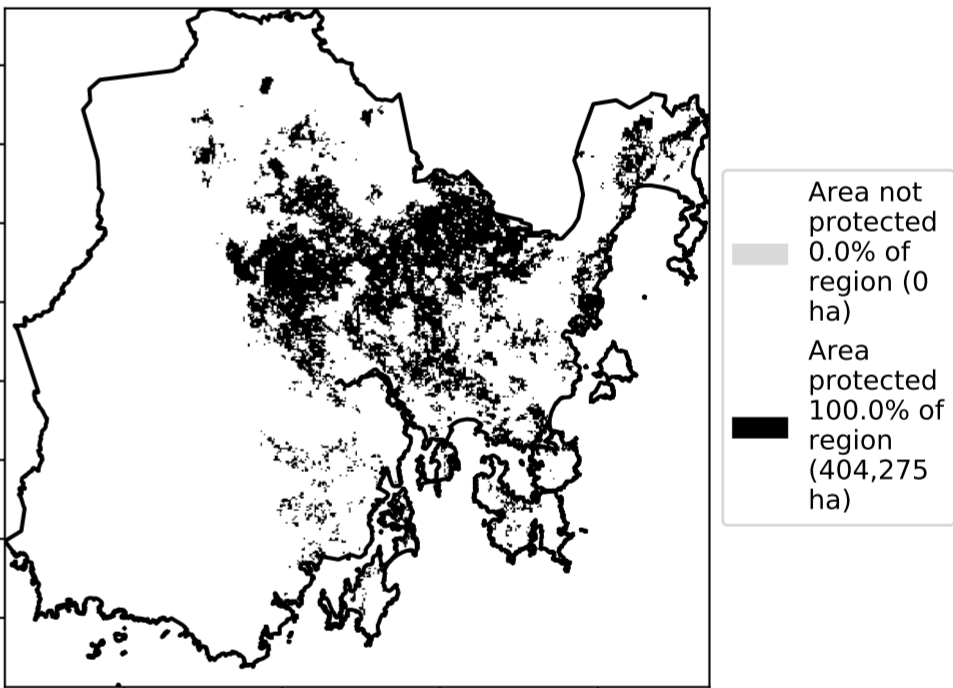 Area not
protected
0.0% of
region (0
ha)
Area
protected
100.0% of
region
(404,275
ha)